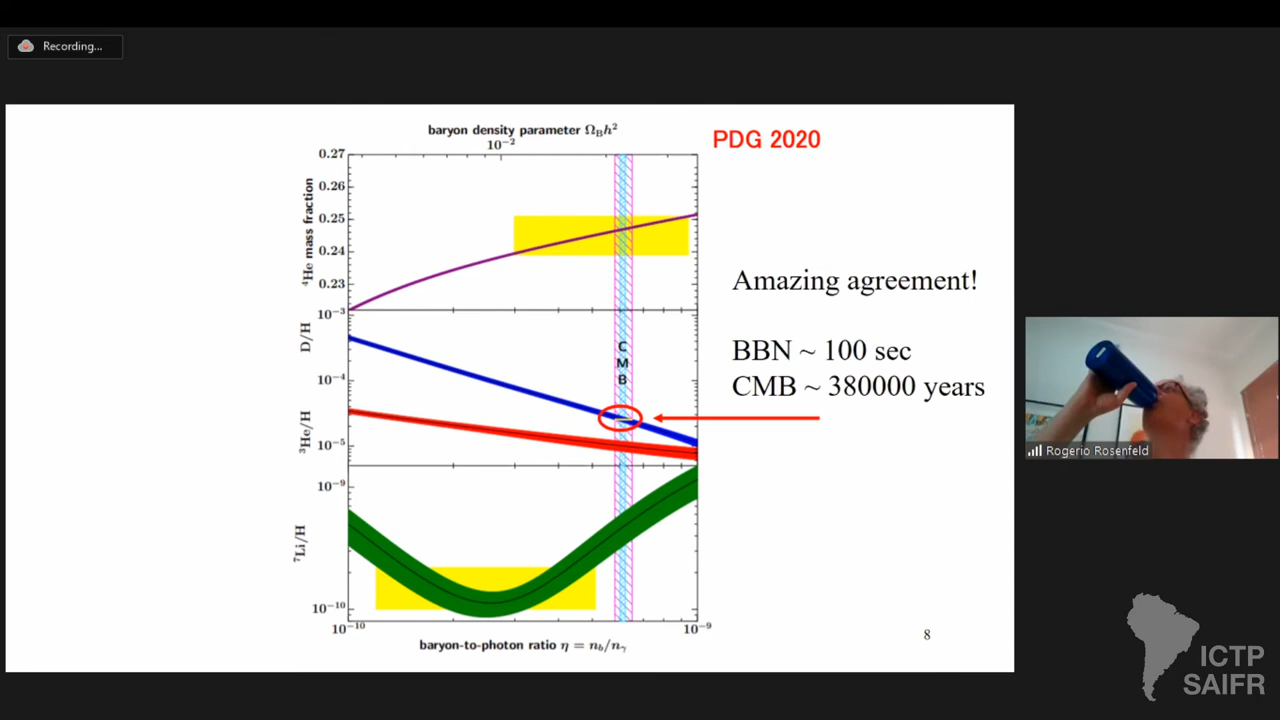 Recording...
baryon density parameter Ω_B h²
10⁻²
PDG 2020
0.27
0.26
0.25
0.24
0.23
⁴He mass fraction
10⁻³
D/H
10⁻⁴
³He/H
10⁻⁵
C
M
B
Amazing agreement!
BBN ~ 100 sec
CMB ~ 380000 years
Rogerio Rosenfeld
10⁻⁹
⁷Li/H
10⁻¹⁰
10⁻¹⁰
10⁻⁹
baryon-to-photon ratio η = n_b/n_γ
8
ICTP
SAIFR